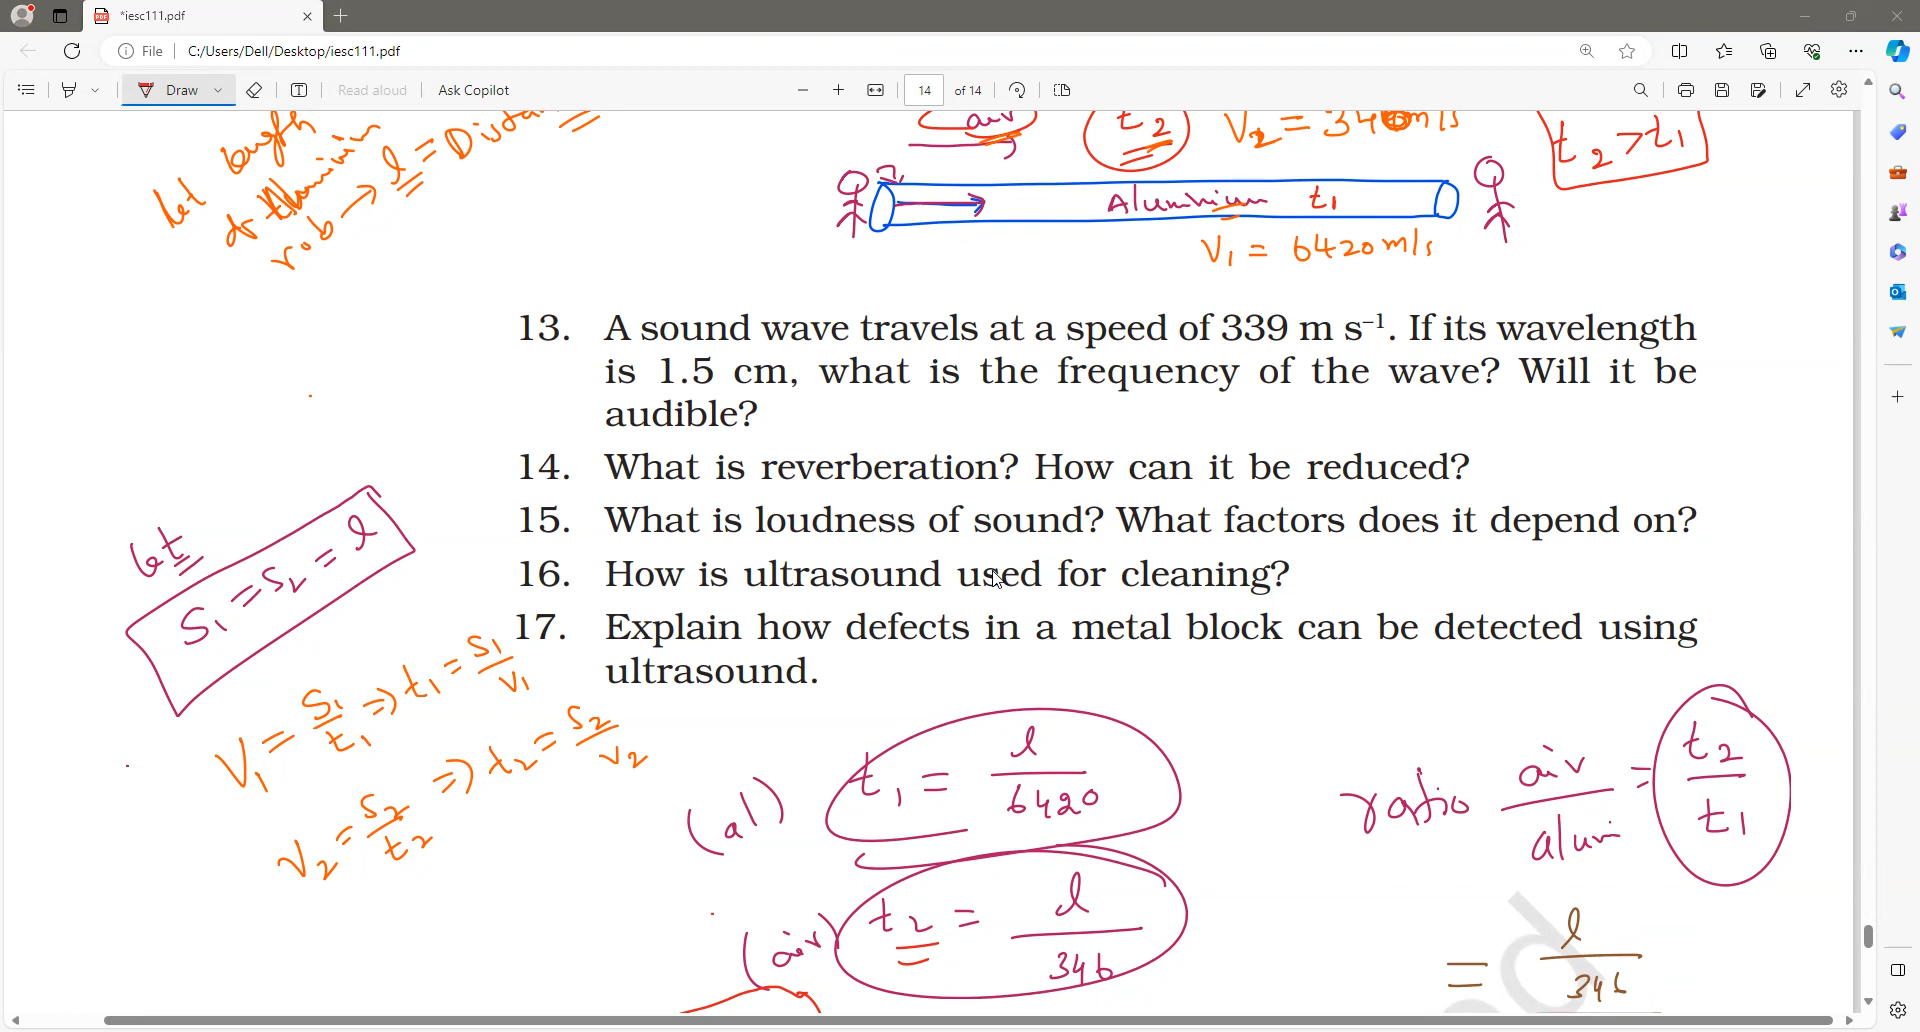 *iesc111.pdf
File C:/Users/Dell/Desktop/iesc111.pdf
Draw Read aloud Ask Copilot 14 of 14
let length
of Aluminium
rob → l = Distan
air t2 V2 = 346m/s
t2 > t1
Aluminium t1
V1 = 6420 m/s
13. A sound wave travels at a speed of 339 m s⁻¹. If its wavelength
is 1.5 cm, what is the frequency of the wave? Will it be
audible?
14. What is reverberation? How can it be reduced?
15. What is loudness of sound? What factors does it depend on?
16. How is ultrasound used for cleaning?
17. Explain how defects in a metal block can be detected using
ultrasound.
let
S1 = S2 = l
V1 = S1/t1 => t1 = S1/V1
V2 = S2/t2 => t2 = S2/V2
(al) t1 = l/6420
(air) t2 = l/346
ratio air/alum = t2/t1
= l/346